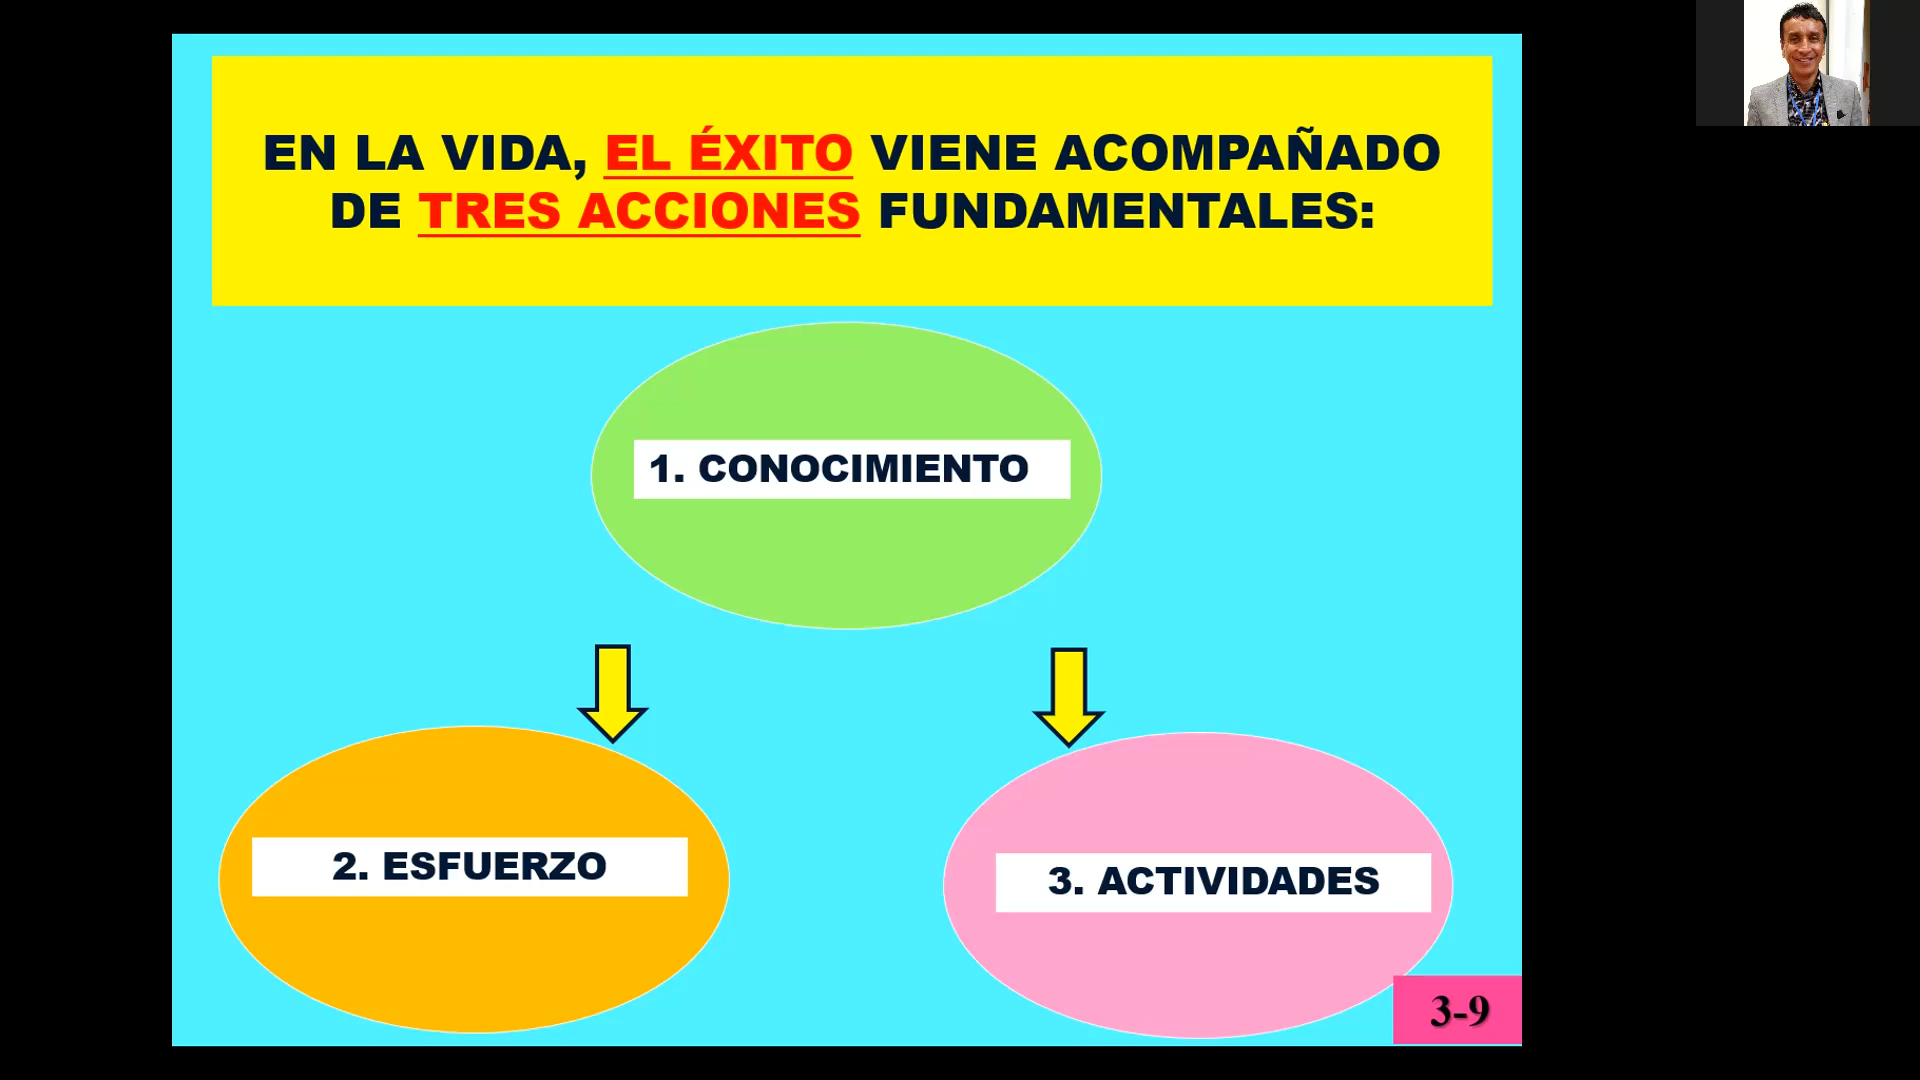 EN LA VIDA, EL ÉXITO VIENE ACOMPAÑADO
DE TRES ACCIONES FUNDAMENTALES:
1. CONOCIMIENTO
2. ESFUERZO
3. ACTIVIDADES
3-9